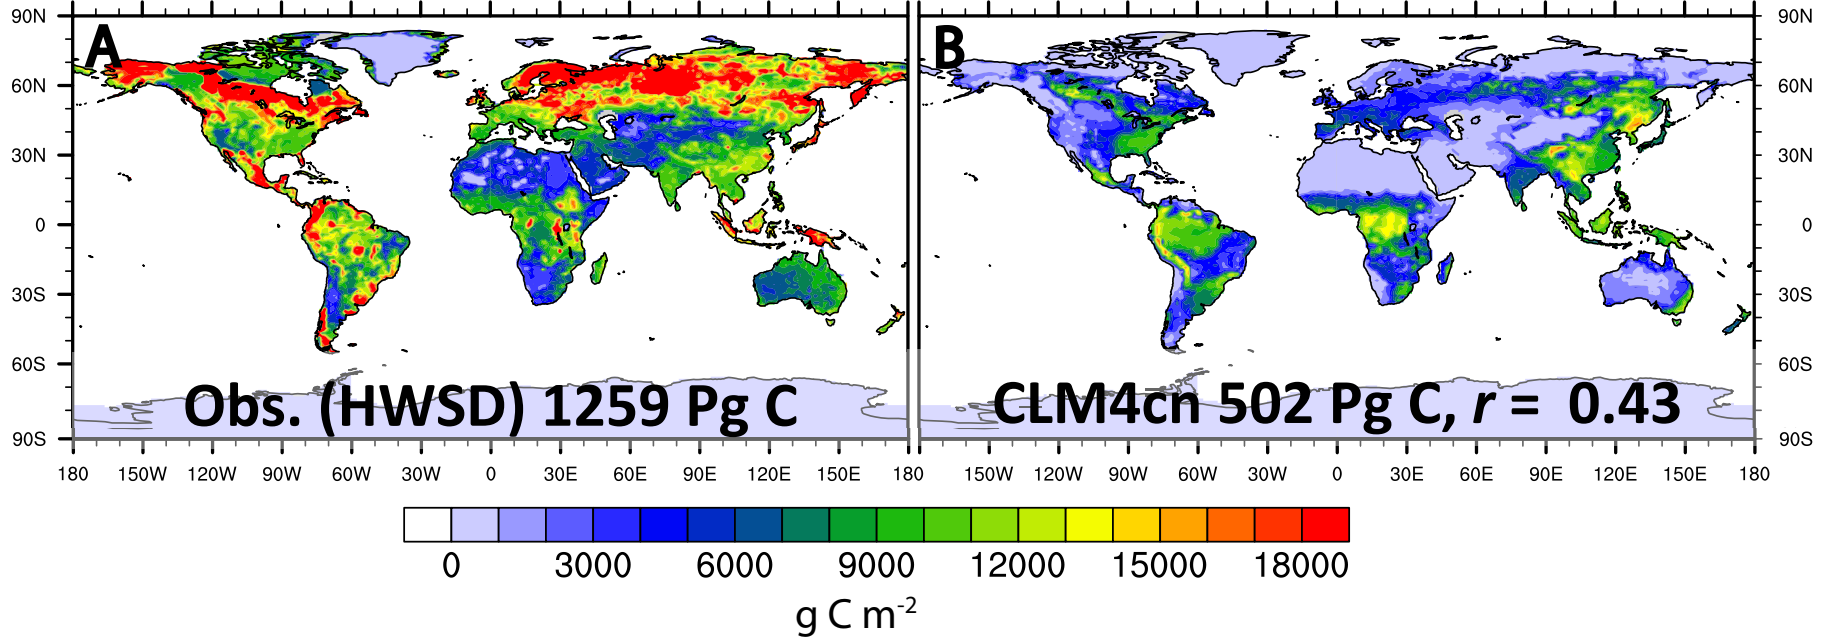 90N
60N
30N
0
30S
60S
90S
A
Obs. (HWSD) 1259 Pg C
180 150W 120W 90W 60W 30W 0 30E 60E 90E 120E 150E 180
B
CLM4cn 502 Pg C, r = 0.43
150W 120W 90W 60W 30W 0 30E 60E 90E 120E 150E 180
90N
60N
30N
0
30S
60S
90S
0 3000 6000 9000 12000 15000 18000
g C m-2